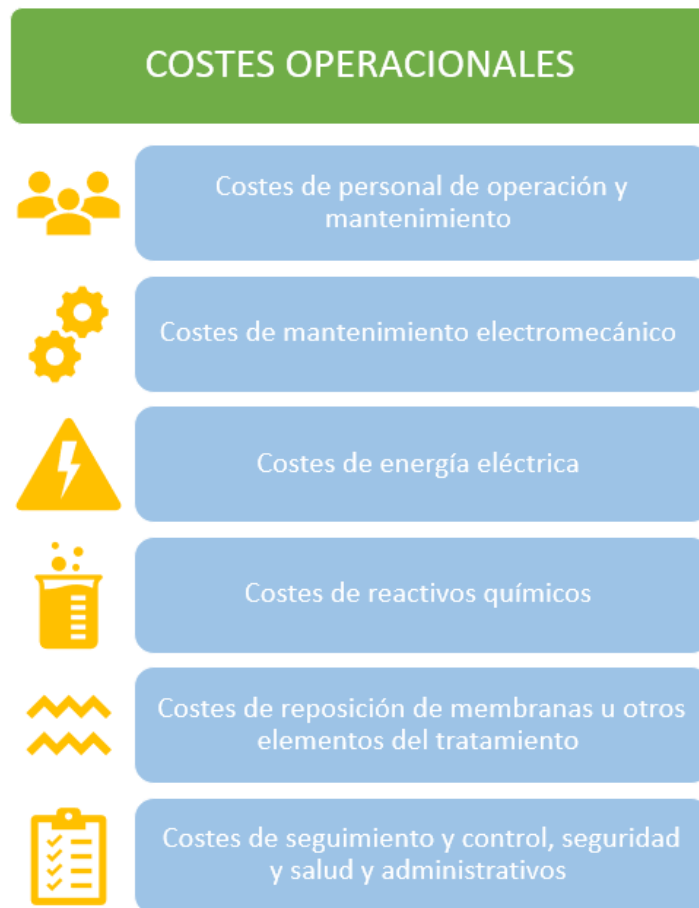 COSTES OPERACIONALES
Costes de personal de operación y
mantenimiento
Costes de mantenimiento electromecánico
Costes de energía eléctrica
Costes de reactivos químicos
Costes de reposición de membranas u otros
elementos del tratamiento
Costes de seguimiento y control, seguridad
y salud y administrativos